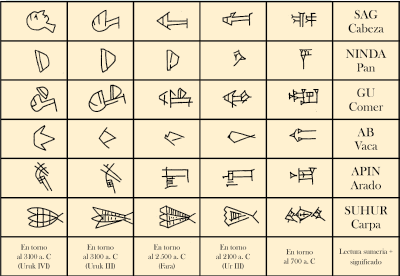 SAG
Cabeza
NINDA
Pan
GU
Comer
AB
Vaca
APIN
Arado
SUHUR
Carpa
En torno
al 3400 a. C
(Uruk IV)
En torno
al 3100 a. C
(Uruk III)
En torno
al 2 500 a. C
(Fara)
En torno
al 2100 a. C
(Ur III)
En torno
al 700 a. C
Lectura sumeria +
significado